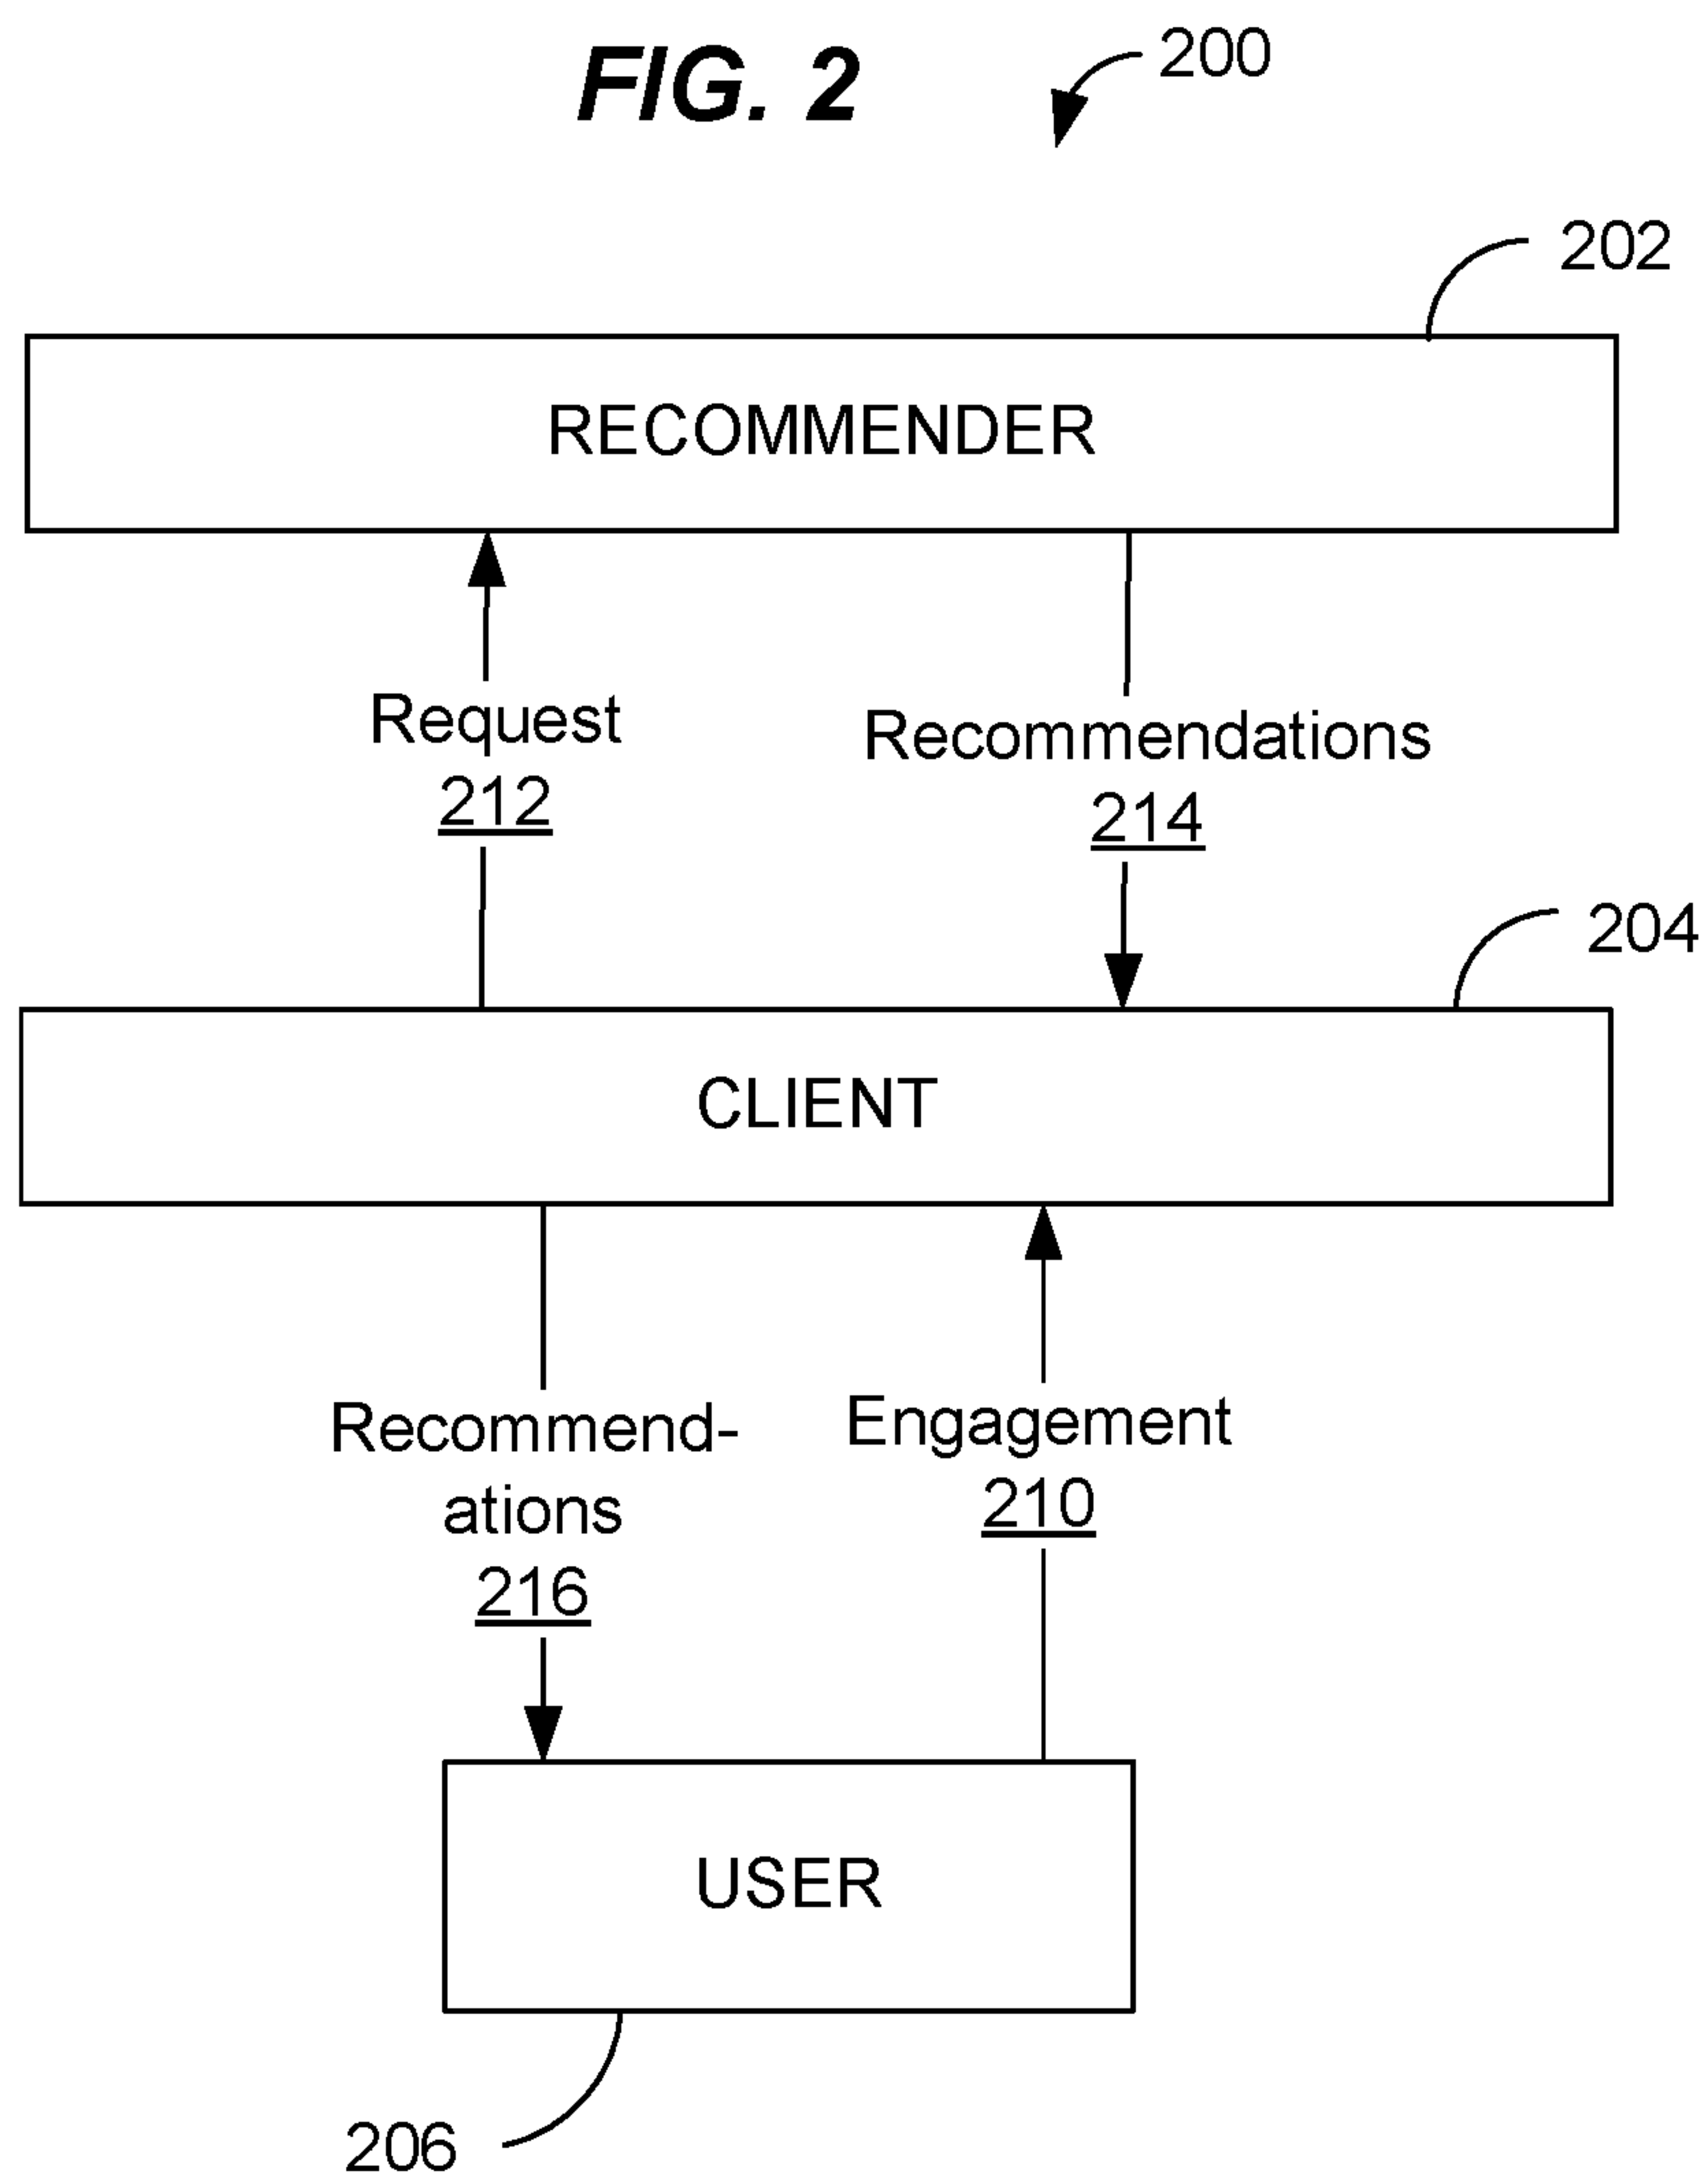 FIG. 2
200
202
RECOMMENDER
Request
212
Recommendations
214
204
CLIENT
Recommend-
ations
216
Engagement
210
USER
206